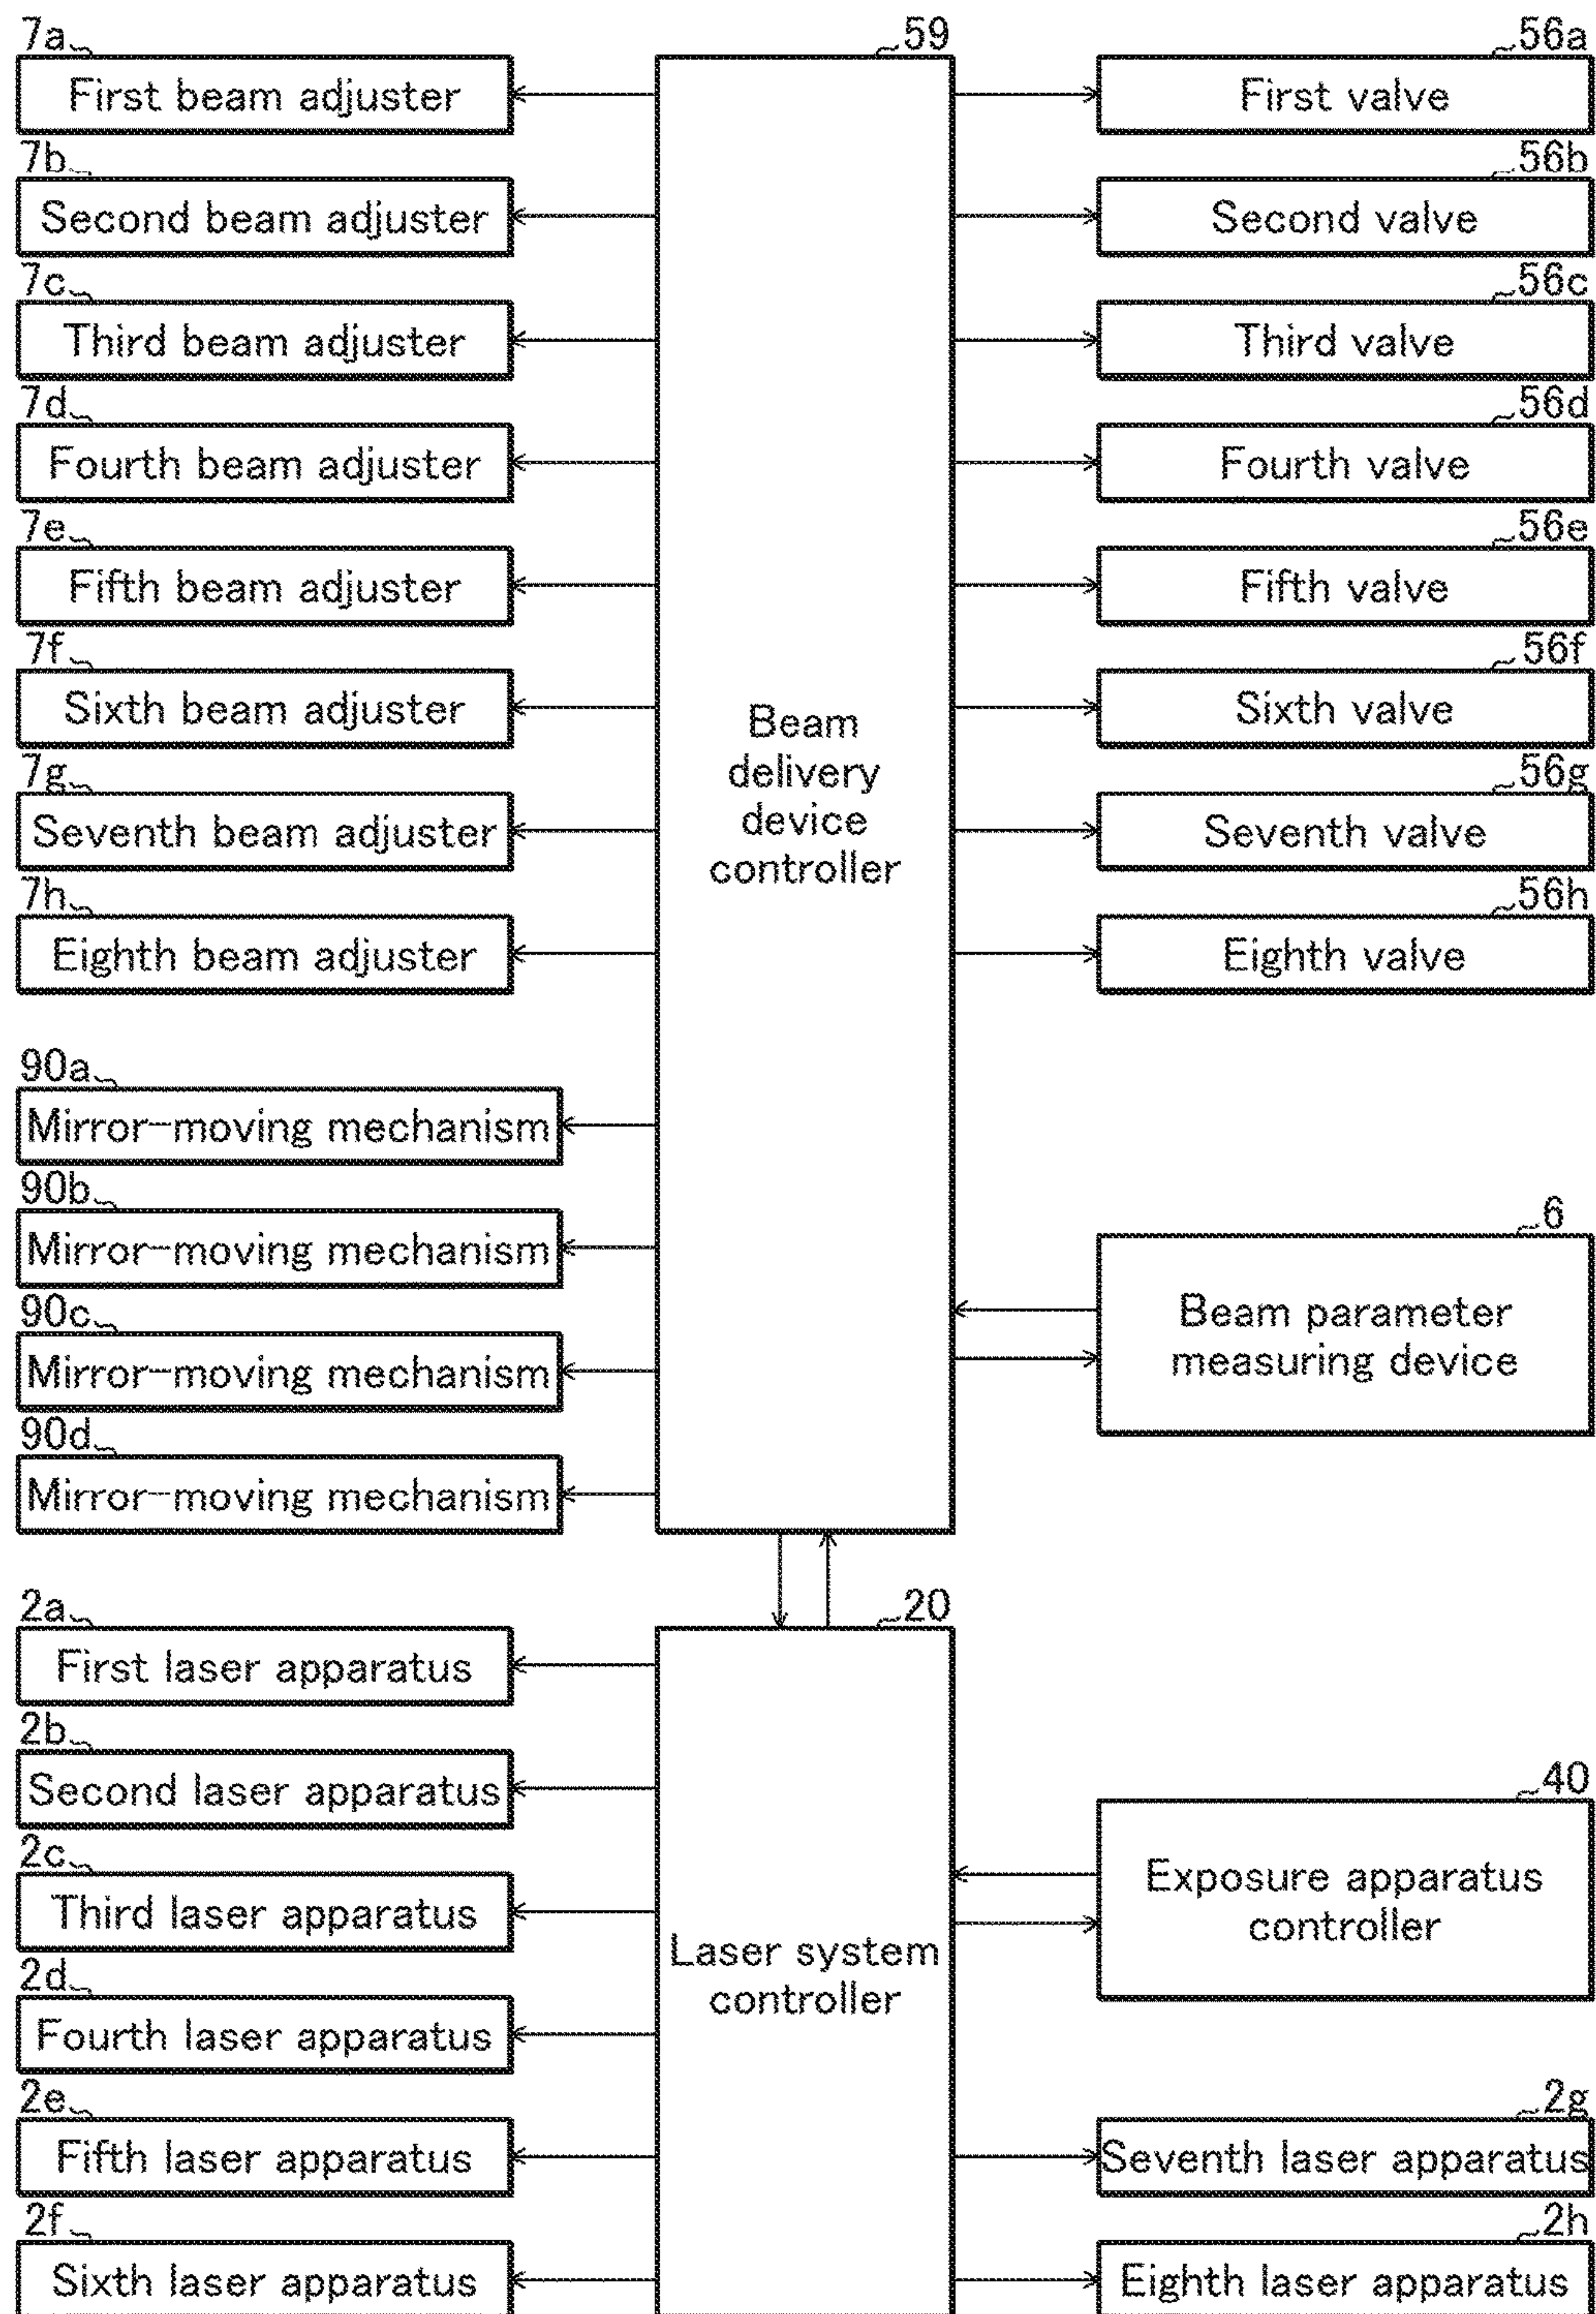 7a
First beam adjuster
7b
Second beam adjuster
7c
Third beam adjuster
7d
Fourth beam adjuster
7e
Fifth beam adjuster
7f
Sixth beam adjuster
7g
Seventh beam adjuster
7h
Eighth beam adjuster
90a
Mirror-moving mechanism
90b
Mirror-moving mechanism
90c
Mirror-moving mechanism
90d
Mirror-moving mechanism
59
Beam
delivery
device
controller
56a
First valve
56b
Second valve
56c
Third valve
56d
Fourth valve
56e
Fifth valve
56f
Sixth valve
56g
Seventh valve
56h
Eighth valve
6
Beam parameter
measuring device
2a
First laser apparatus
2b
Second laser apparatus
2c
Third laser apparatus
2d
Fourth laser apparatus
2e
Fifth laser apparatus
2f
Sixth laser apparatus
20
Laser system
controller
40
Exposure apparatus
controller
2g
Seventh laser apparatus
2h
Eighth laser apparatus